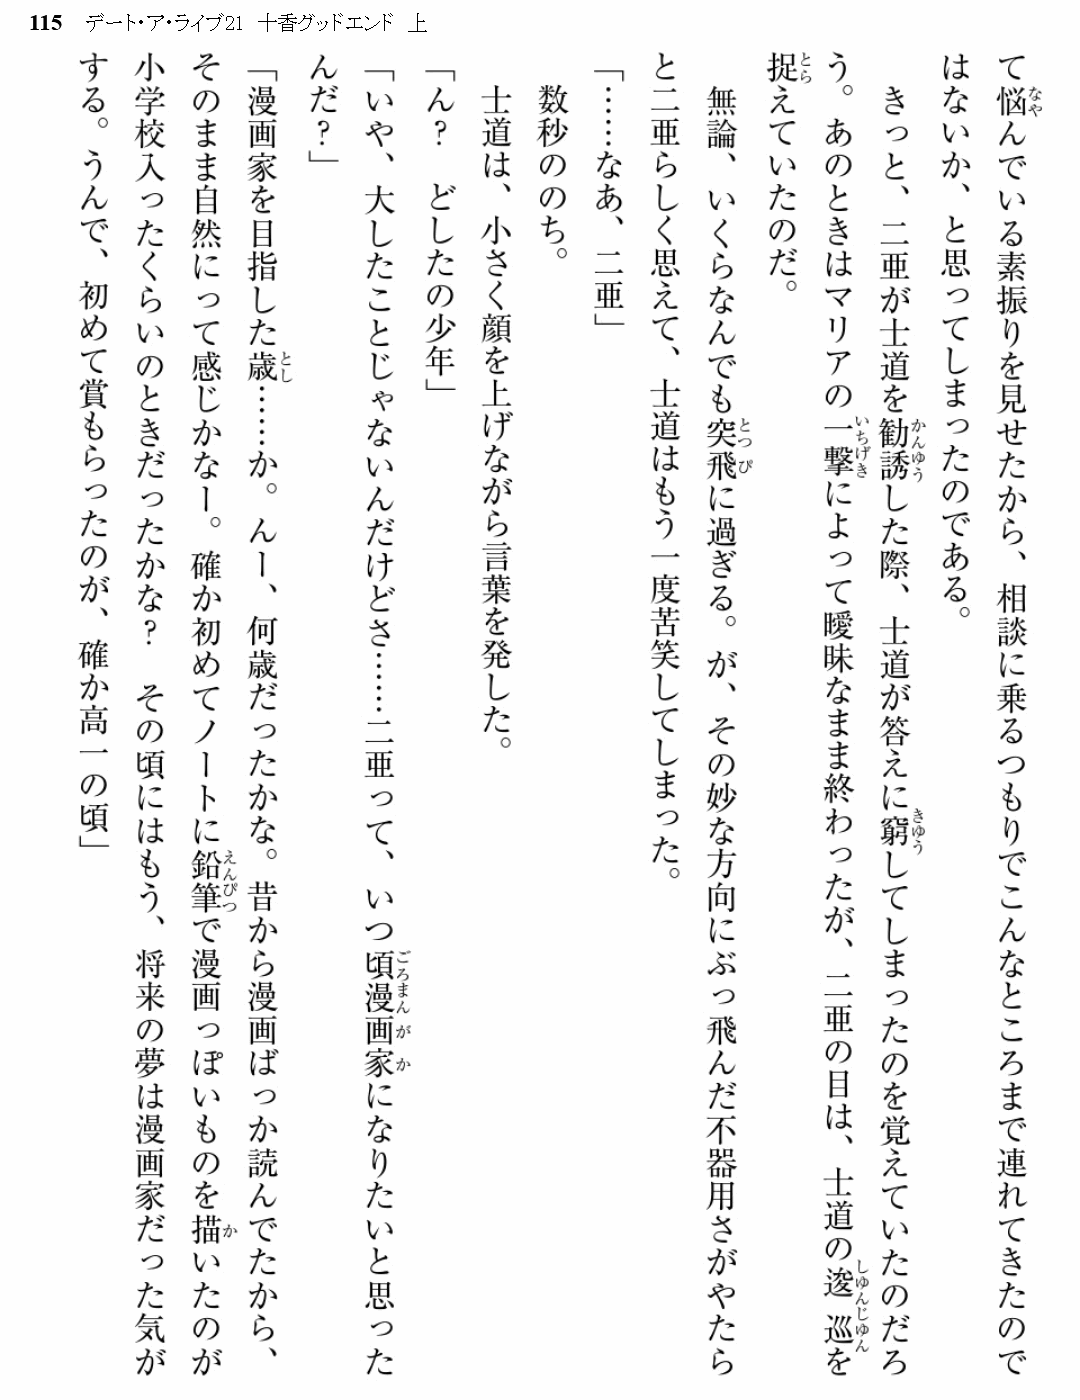 115 デート・ア・ライブ21 十香グッドエンド 上
て悩んでいる素振りを見せたから、相談に乗るつもりでこんなところまで連れてきたので
はないか、と思ってしまったのである。
きっと、二亜が士道を勧誘した際、士道が答えに窮してしまったのを覚えていたのだろ
う。あのときはマリアの一撃によって曖昧なまま終わったが、二亜の目は、士道の逡巡を
捉えていたのだ。
無論、いくらなんでも突飛に過ぎる。が、その妙な方向にぶっ飛んだ不器用さがやたら
と二亜らしく思えて、士道はもう一度苦笑してしまった。
「……なあ、二亜」
数秒ののち。
士道は、小さく顔を上げながら言葉を発した。
「ん？　どしたの少年」
「いや、大したことじゃないんだけどさ……二亜って、いつ頃漫画家になりたいと思った
んだ？」
「漫画家を目指した歳……か。んー、何歳だったかな。昔から漫画ばっか読んでたから、
そのまま自然にって感じかなー。確か初めてノートに鉛筆で漫画っぽいものを描いたのが
小学校入ったくらいのときだったかな？　その頃にはもう、将来の夢は漫画家だった気が
する。うんで、初めて賞もらったのが、確か高一の頃」